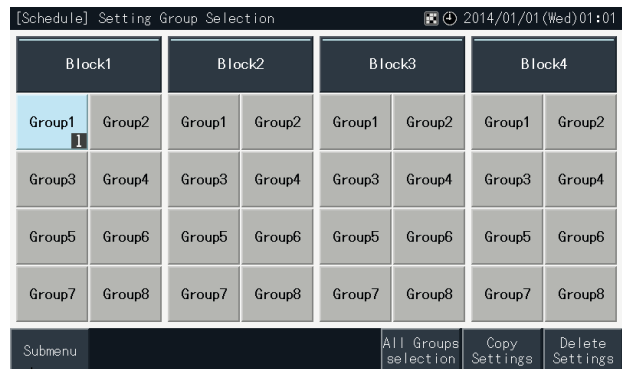 [Schedule] Setting Group Selection 2014/01/01(Wed)01:01
Block1 Block2 Block3 Block4
Group1 Group2 Group1 Group2 Group1 Group2 Group1 Group2
1
Group3 Group4 Group3 Group4 Group3 Group4 Group3 Group4
Group5 Group6 Group5 Group6 Group5 Group6 Group5 Group6
Group7 Group8 Group7 Group8 Group7 Group8 Group7 Group8
Submenu
All Groups
selection
Copy
Settings
Delete
Settings